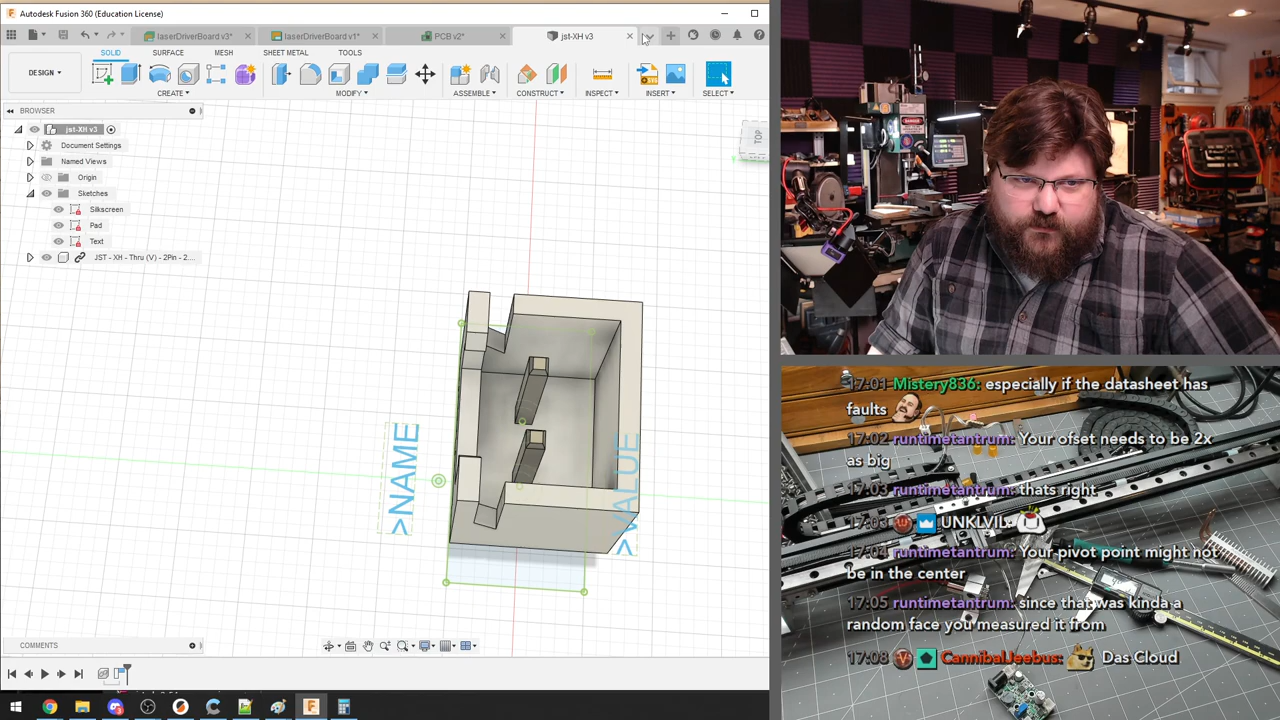 Autodesk Fusion 360 (Education License)
laserDriverBoard v3*
laserDriverBoard v1*
PCB v2*
jst-XH v3
SOLID
SURFACE
MESH
SHEET METAL
TOOLS
DESIGN
CREATE
MODIFY
ASSEMBLE
CONSTRUCT
INSPECT
INSERT
SELECT
BROWSER
jst-XH v3
Document Settings
Named Views
Origin
Sketches
Silkscreen
Pad
Text
JST - XH - Thru (V) - 2Pin - 2....
TOP
>NAME
>VALUE
COMMENTS
17:01 Mistery836: especially if the datasheet has
faults
17:02 runtimetantrum: Your ofset needs to be 2x
as big
17:03 runtimetantrum: thats right
17:03 UNKLVIL:
17:04 runtimetantrum: Your pivot point might not
be in the center
17:05 runtimetantrum: since that was kinda a
random face you measured it from
17:08 CannibalJeebus: Das Cloud